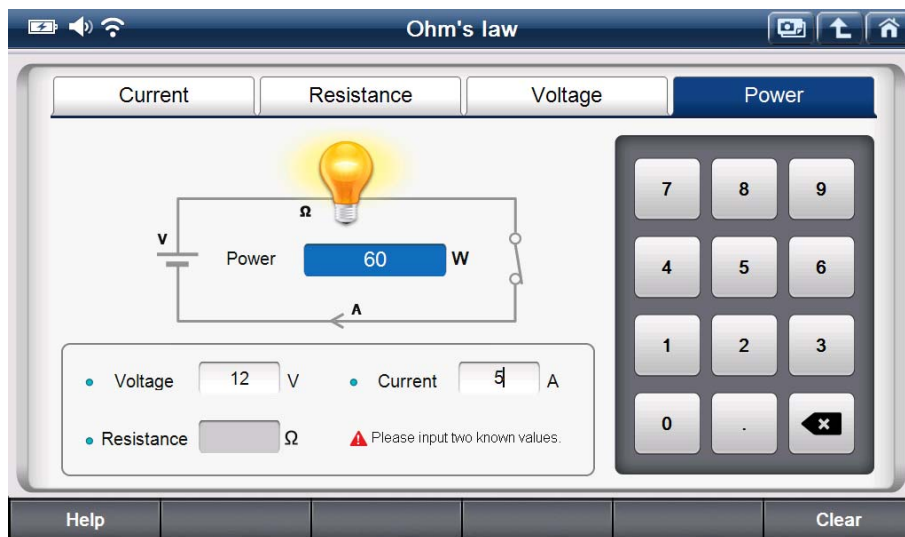 Ohm's law
Current Resistance Voltage Power
Ω
V
Power 60 W
A
Voltage 12 V Current 5 A
Resistance Ω Please input two known values.
7 8 9
4 5 6
1 2 3
0 .
Help Clear